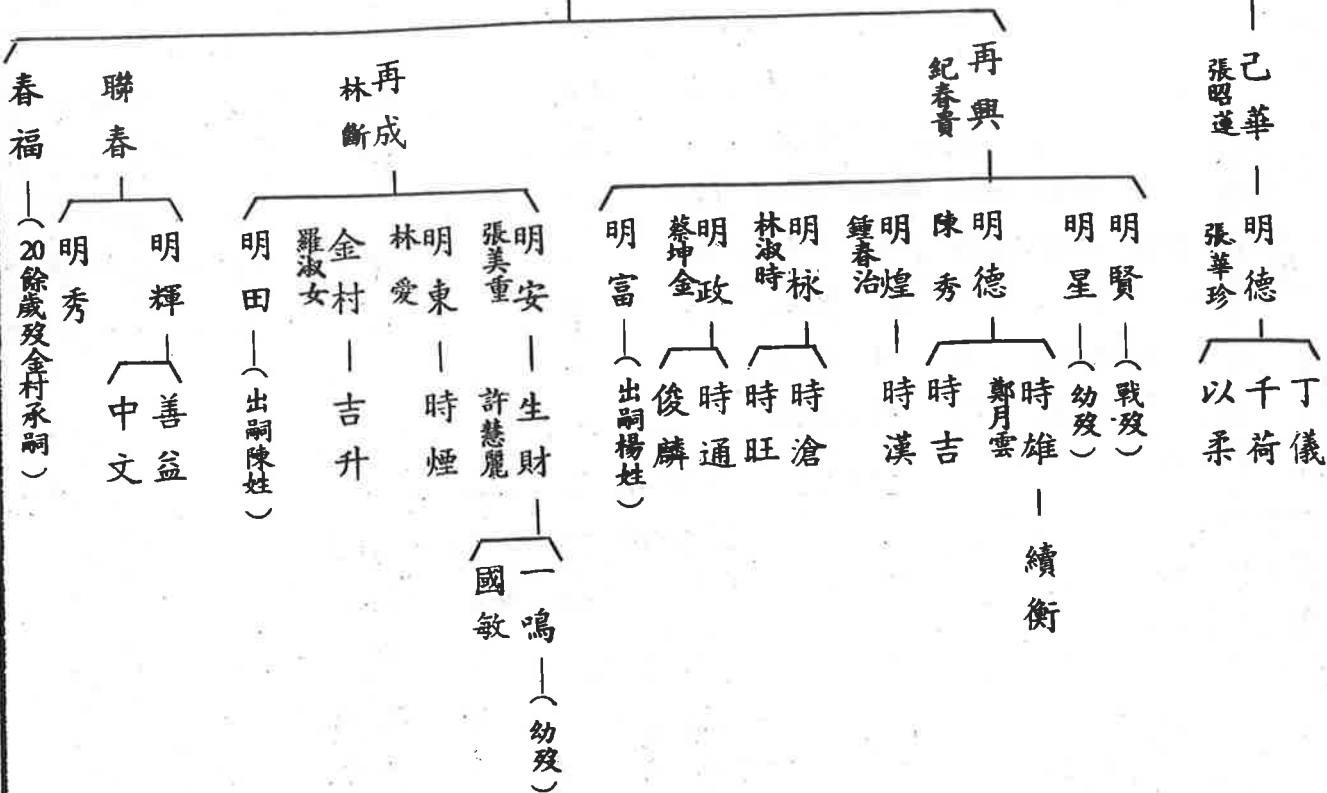 己華
張昭蓮
明德
張華珍
丁儀
千荷
以柔
再興
紀春貴
明賢
（戰歿）
明星
（幼歿）
明德
陳秀
時雄
鄭月雲
續衡
時吉
明煌
鍾春治
時漢
明栐
林淑時
時滄
時旺
明政
蔡坤金
時通
俊麟
明富
（出嗣楊姓）
再成
林斷
明安
張美重
生財
許慧麗
一鳴
（幼歿）
國敏
明東
林愛
時煙
金村
羅淑女
吉升
明田
（出嗣陳姓）
聯春
明輝
善益
中文
明秀
春福
（20餘歲歿金村承嗣）